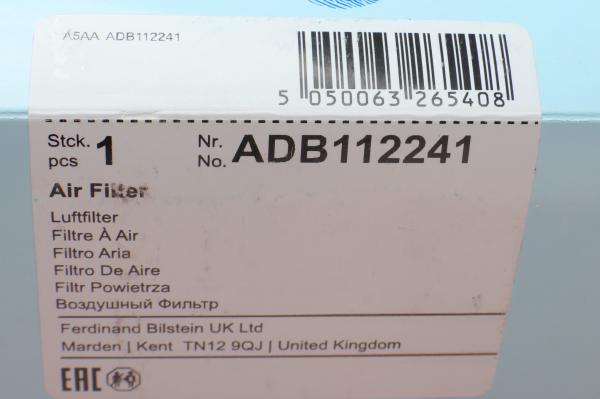 A5AA ADB112241
5 050063 265408
Stck. 1 Nr. ADB112241
pcs No.
Air Filter
Luftfilter
Filtre À Air
Filtro Aria
Filtro De Aire
Filtr Powietrza
Воздушный Фильтр
Ferdinand Bilstein UK Ltd
Marden | Kent TN12 9QJ | United Kingdom
EAC